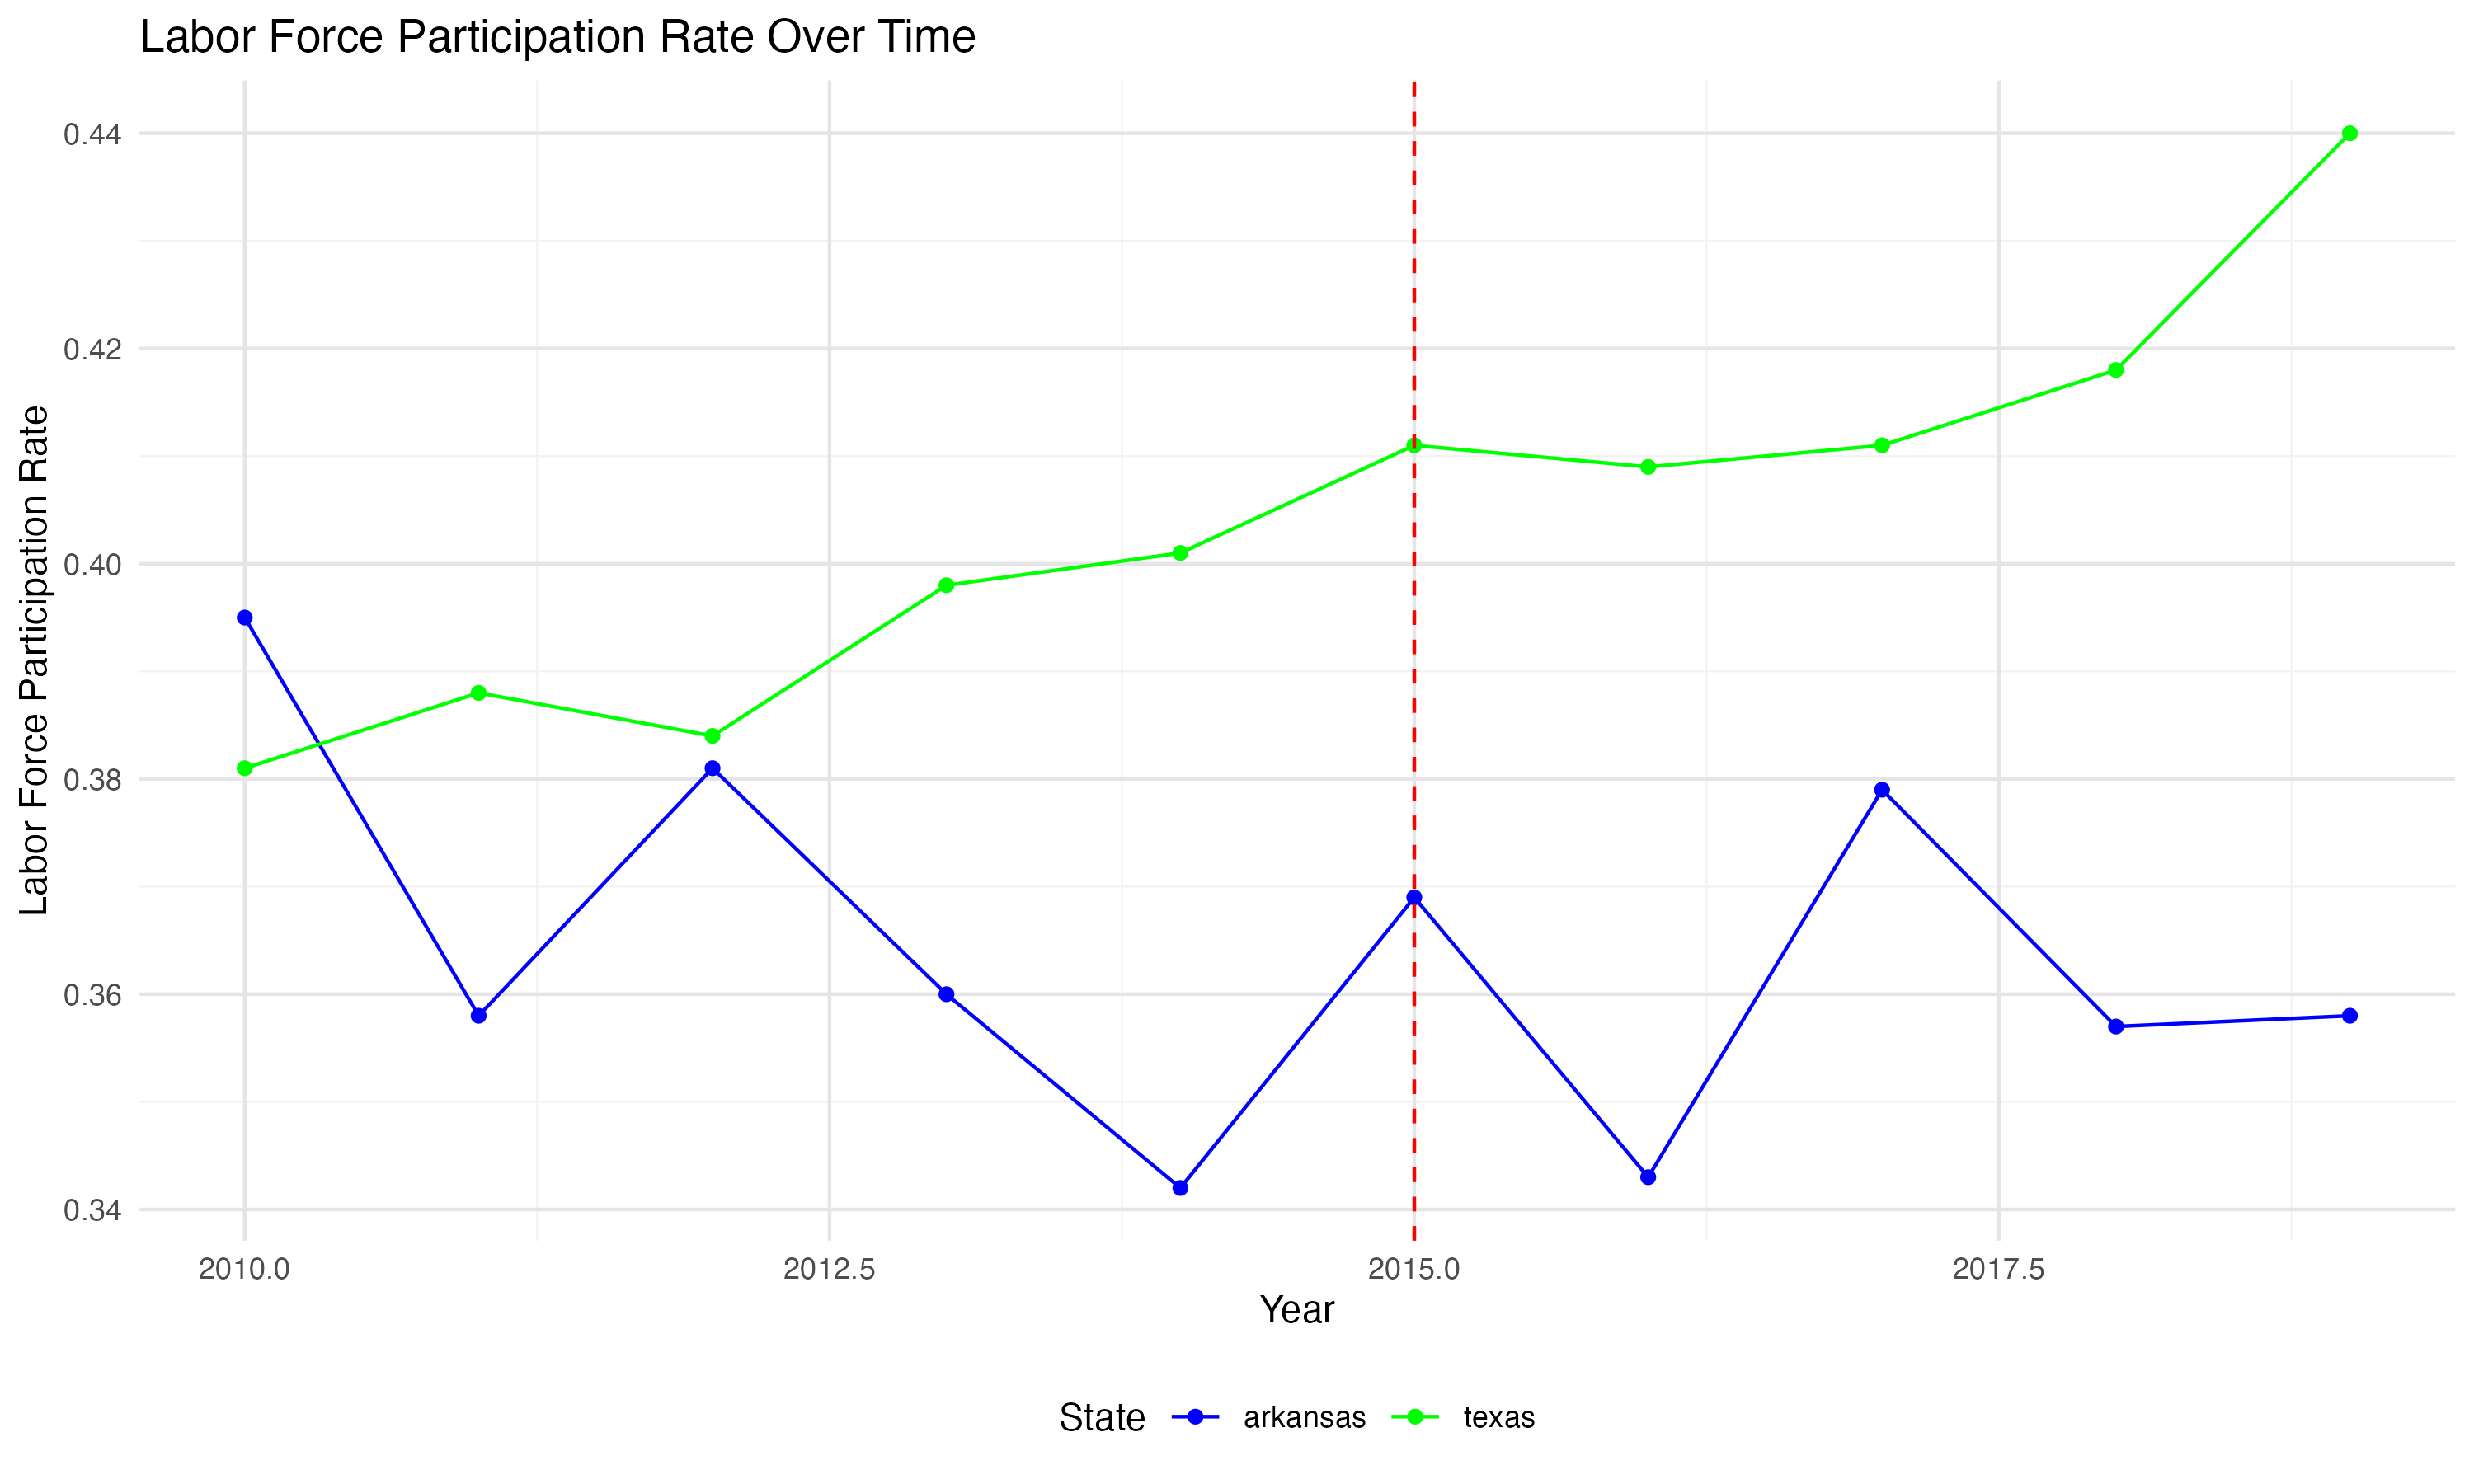 Labor Force Participation Rate Over Time
Labor Force Participation Rate
0.44
0.42
0.40
0.38
0.36
0.34
2010.0 2012.5 2015.0 2017.5
Year
State arkansas texas